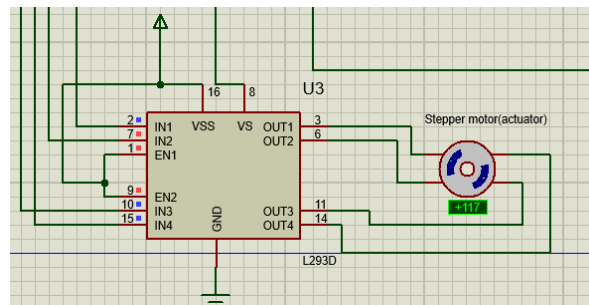 16
8
U3
2
IN1
VSS
VS
OUT1
3
Stepper motor(actuator)
7
IN2
OUT2
6
1
EN1
9
EN2
10
IN3
OUT3
11
15
IN4
GND
OUT4
14
+117
L293D